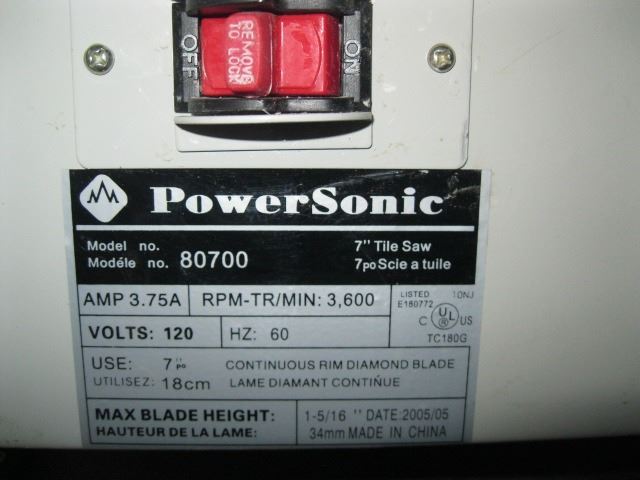 OFF
REMOVE
TO LOCK
ON
PowerSonic
Model no.
Modéle no. 80700
7" Tile Saw
7po Scie a tuile
AMP 3.75A
RPM-TR/MIN: 3,600
VOLTS: 120
HZ: 60
LISTED 10NJ
E180772
C UL US
TC180G
USE: 7" po CONTINUOUS RIM DIAMOND BLADE
UTILISEZ: 18cm LAME DIAMANT CONTIÑUE
MAX BLADE HEIGHT: 1-5/16 " DATE:2005/05
HAUTEUR DE LA LAME: 34mm MADE IN CHINA